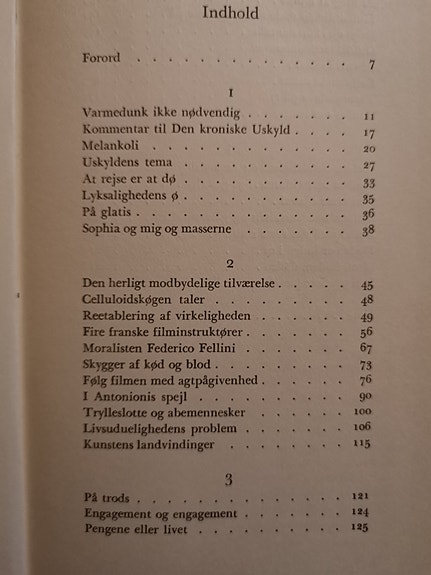 Indhold
Forord . . . . . . . . . . . . . . 7
1
Varmedunk ikke nødvendig . . . . . . . 11
Kommentar til Den kroniske Uskyld . . . . 17
Melankoli . . . . . . . . . . . . . 20
Uskyldens tema . . . . . . . . . . . 27
At rejse er at dø . . . . . . . . . . . 33
Lyksalighedens ø . . . . . . . . . . . 35
På glatis . . . . . . . . . . . . . . 36
Sophia og mig og masserne . . . . . . . 38
2
Den herligt modbydelige tilværelse . . . . . 45
Celluloidskøgen taler . . . . . . . . . 48
Reetablering af virkeligheden . . . . . . 49
Fire franske filminstruktører . . . . . . . 56
Moralisten Federico Fellini . . . . . . . 67
Skygger af kød og blod . . . . . . . . . 73
Følg filmen med agtpågivenhed . . . . . . 76
I Antonionis spejl . . . . . . . . . . 90
Trylleslotte og abemennesker . . . . . . 100
Livsuduelighedens problem . . . . . . . 106
Kunstens landvindinger . . . . . . . . 115
3
På trods . . . . . . . . . . . . . . 121
Engagement og engagement . . . . . . . 124
Pengene eller livet . . . . . . . . . . 125